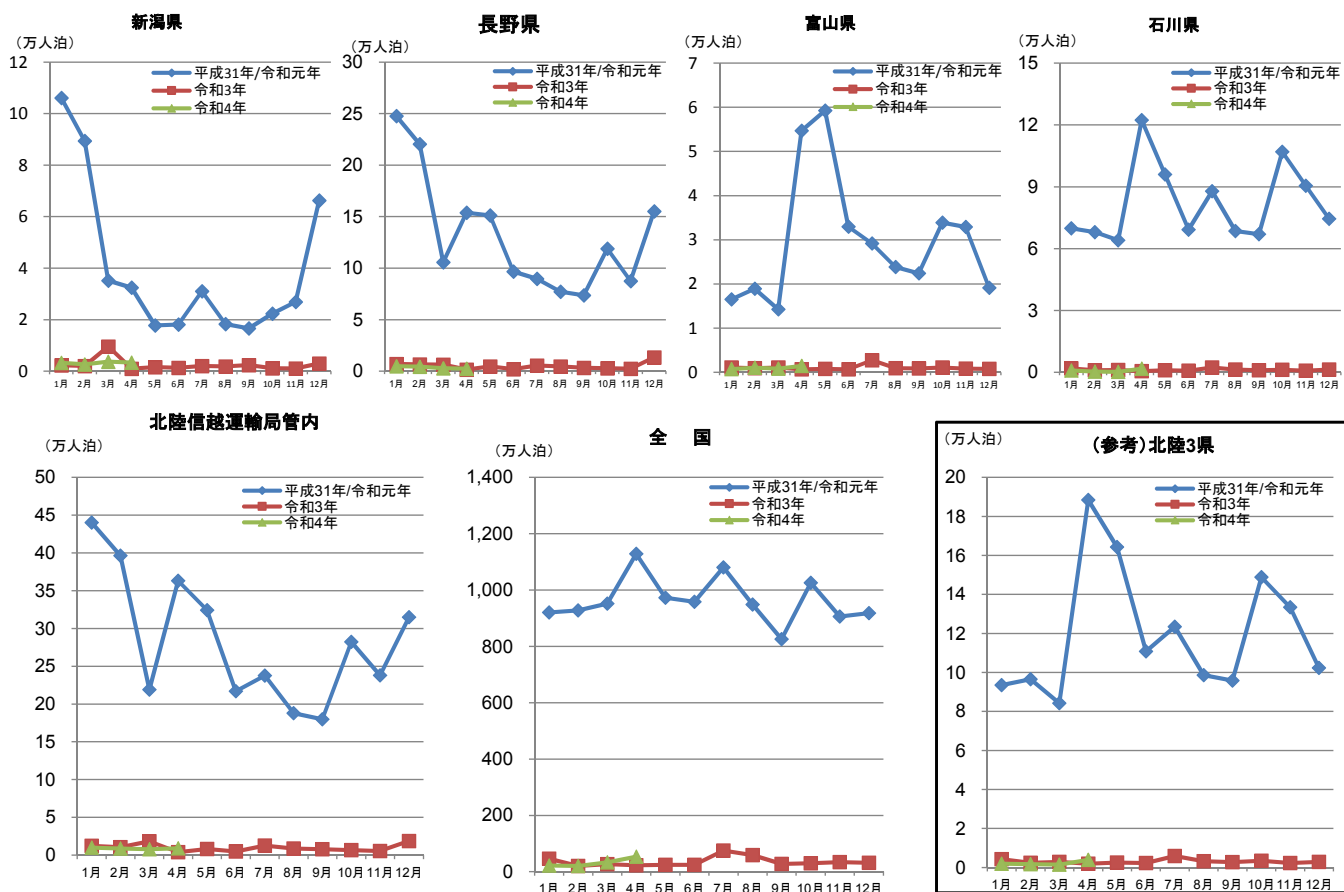 新潟県
（万人泊）
12
10
8
6
4
2
0
平成31年/令和元年
令和3年
令和4年
1月 2月 3月 4月 5月 6月 7月 8月 9月 10月 11月 12月
長野県
（万人泊）
30
25
20
15
10
5
0
平成31年/令和元年
令和3年
令和4年
1月 2月 3月 4月 5月 6月 7月 8月 9月 10月 11月 12月
富山県
（万人泊）
7
6
5
4
3
2
1
0
平成31年/令和元年
令和3年
令和4年
1月 2月 3月 4月 5月 6月 7月 8月 9月 10月 11月 12月
石川県
（万人泊）
15
12
9
6
3
0
平成31年/令和元年
令和3年
令和4年
1月 2月 3月 4月 5月 6月 7月 8月 9月 10月 11月 12月
北陸信越運輸局管内
（万人泊）
50
45
40
35
30
25
20
15
10
5
0
平成31年/令和元年
令和3年
令和4年
1月 2月 3月 4月 5月 6月 7月 8月 9月 10月 11月 12月
全 国
（万人泊）
1,400
1,200
1,000
800
600
400
200
0
平成31年/令和元年
令和3年
令和4年
1月 2月 3月 4月 5月 6月 7月 8月 9月 10月 11月 12月
（参考）北陸3県
（万人泊）
20
18
16
14
12
10
8
6
4
2
0
平成31年/令和元年
令和3年
令和4年
1月 2月 3月 4月 5月 6月 7月 8月 9月 10月 11月 12月